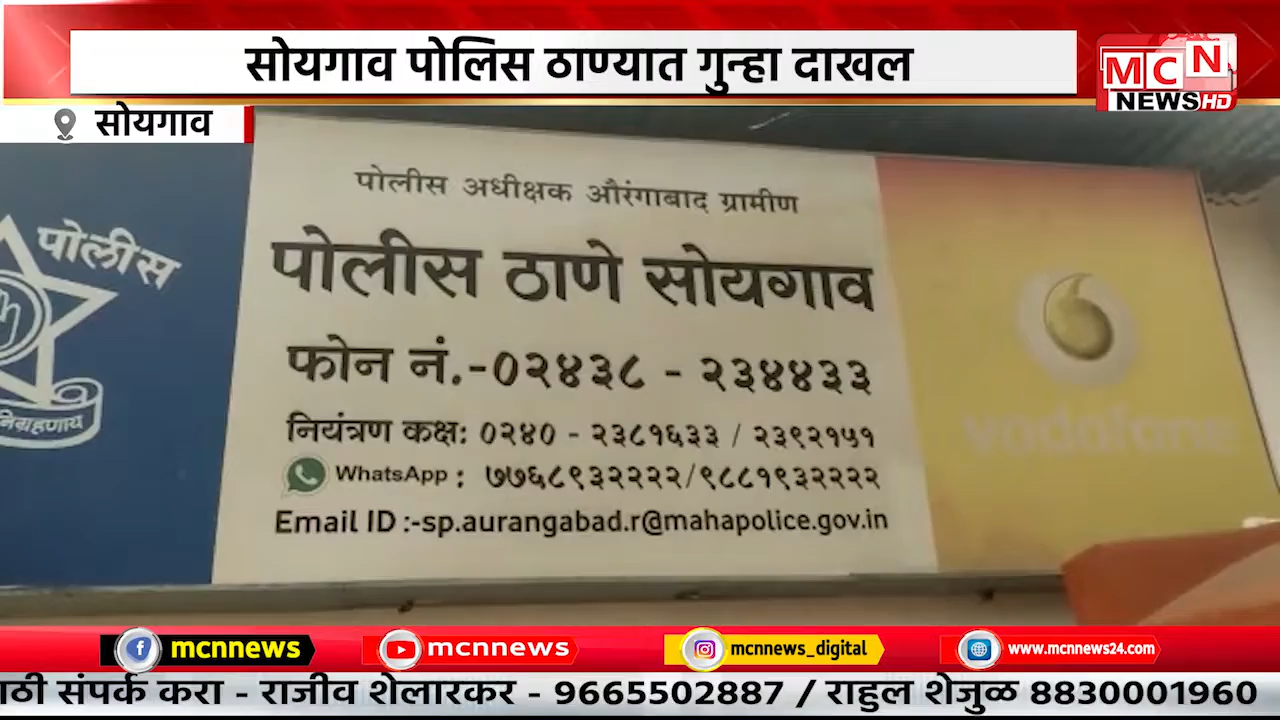 सोयगाव पोलिस ठाण्यात गुन्हा दाखल
MCN
NEWS HD
सोयगाव
पोलीस अधीक्षक औरंगाबाद ग्रामीण
पोलीस
पोलीस ठाणे सोयगाव
फोन नं.-०२४३८ - २३४४३३
नियंत्रण कक्ष: ०२४० - २३८१६३३ / २३९२१५१
WhatsApp : ७७६८९३२२२२/९८८१९३२२२२
Email ID :-sp.aurangabad.r@mahapolice.gov.in
vodafone
mcnnews
mcnnews
mcnnews_digital
www.mcnnews24.com
संपर्क करा - राजीव शेलारकर - 9665502887 / राहुल शेजुळ 8830001960